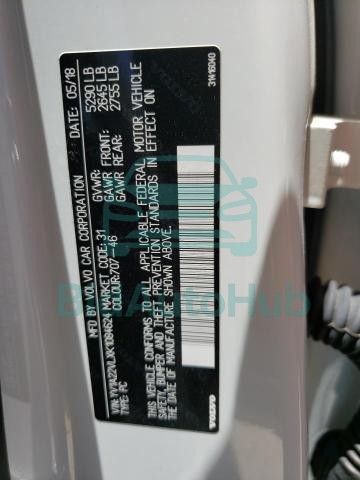 MFD BY VOLVO CAR CORPORATION DATE: 05/18
GVWR: 5290 LB
GAWR FRONT: 2645 LB
GAWR REAR: 2755 LB
MARKET CODE: 31
COLOUR: 707-46
TYPE: PC
THIS VEHICLE CONFORMS TO ALL APPLICABLE FEDERAL MOTOR VEHICLE
SAFETY, BUMPER AND THEFT PREVENTION STANDARDS IN EFFECT ON
THE DATE OF MANUFACTURE SHOWN ABOVE.
VOLVO
31416040
BidAutoHub